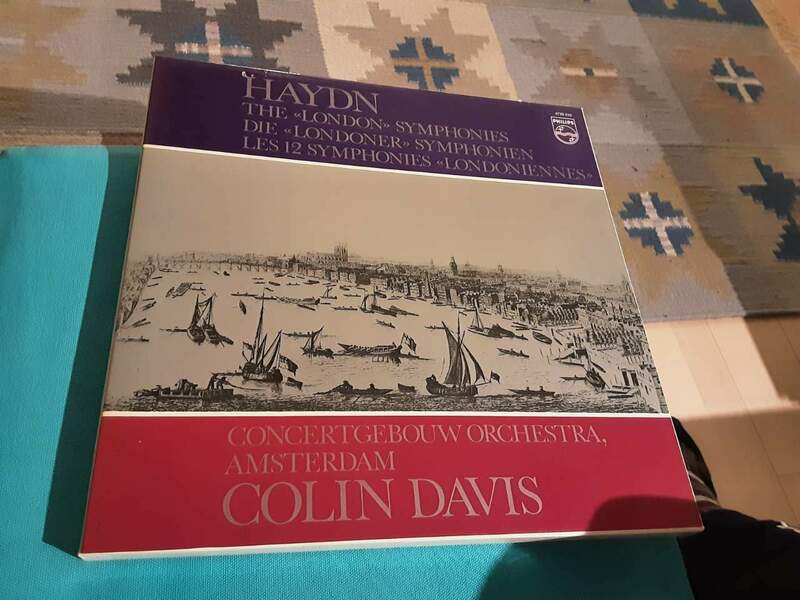 HAYDN
THE «LONDON» SYMPHONIES
DIE «LONDONER» SYMPHONIEN
LES 12 SYMPHONIES «LONDONIENNES»
PHILIPS
CONCERTGEBOUW ORCHESTRA,
AMSTERDAM
COLIN DAVIS